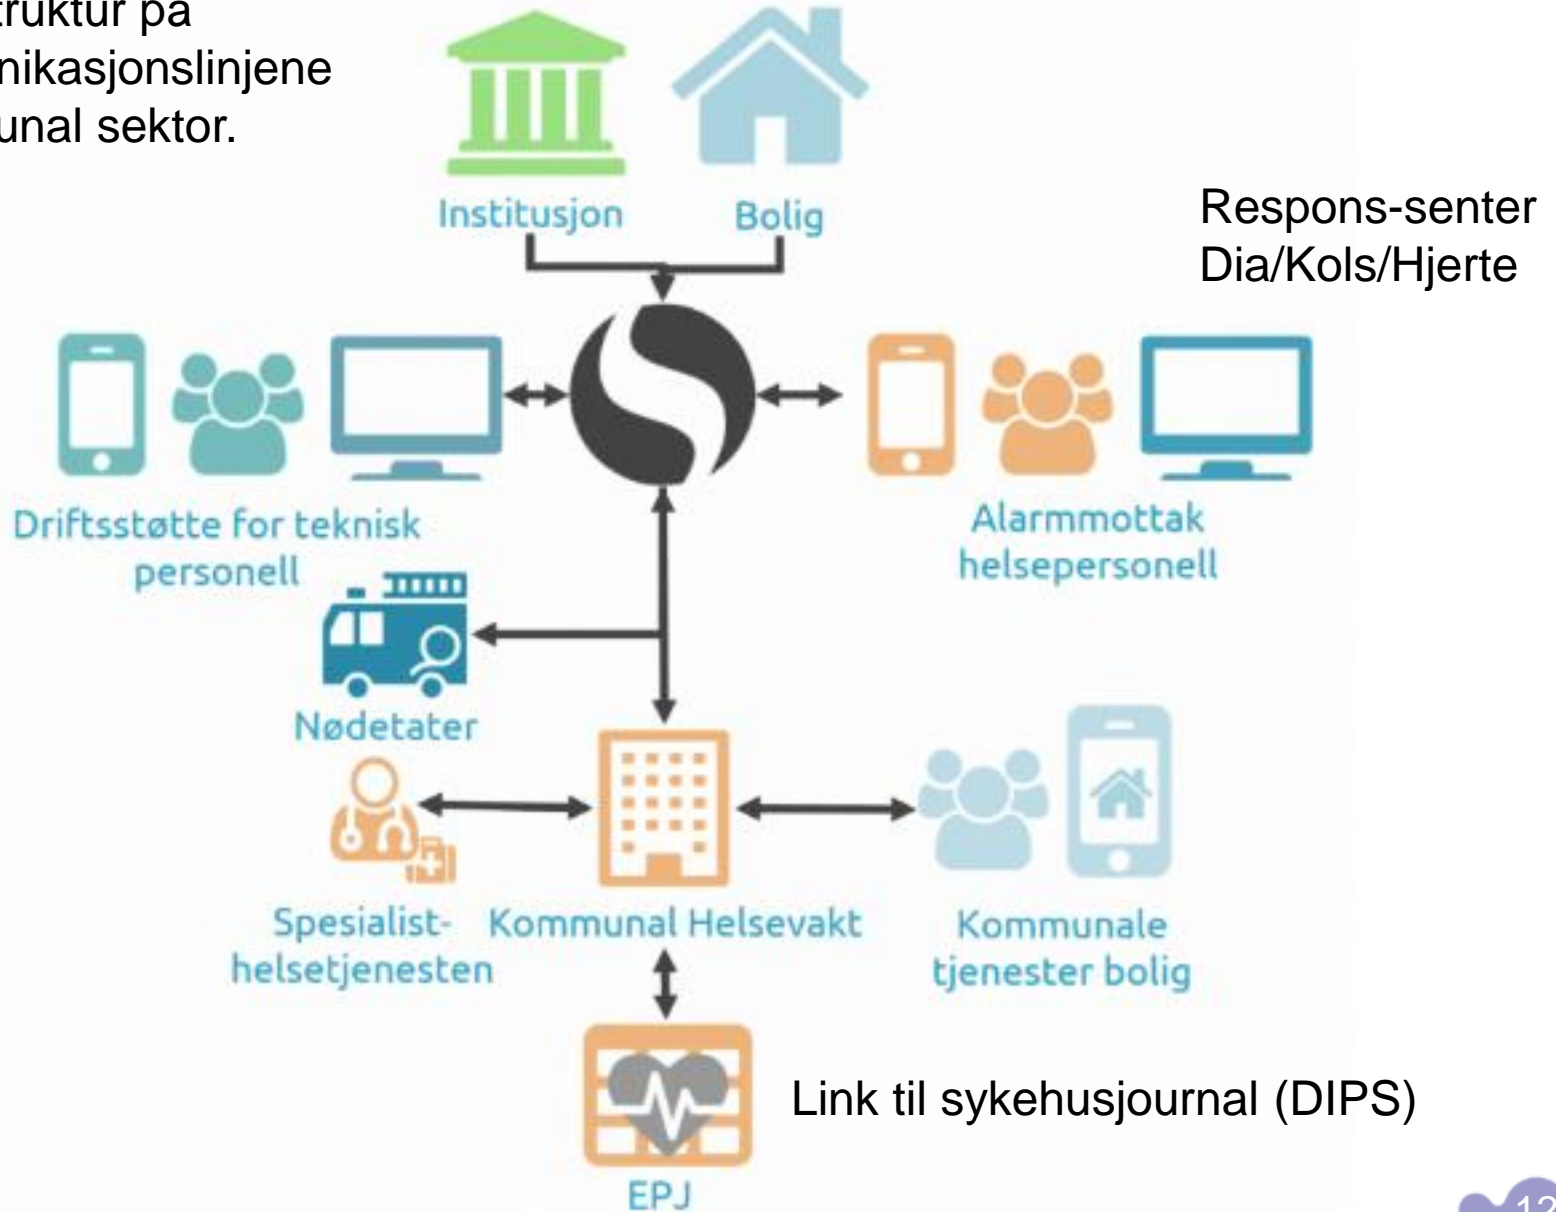 truktur på
nikasjonslinjene
unal sektor.
Institusjon
Bolig
Respons-senter
Dia/Kols/Hjerte
Driftsstøtte for teknisk
personell
Alarmmottak
helsepersonell
Nødetater
Spesialist-
helsetjenesten
Kommunal Helsevakt
Kommunale
tjenester bolig
Link til sykehusjournal (DIPS)
EPJ
12